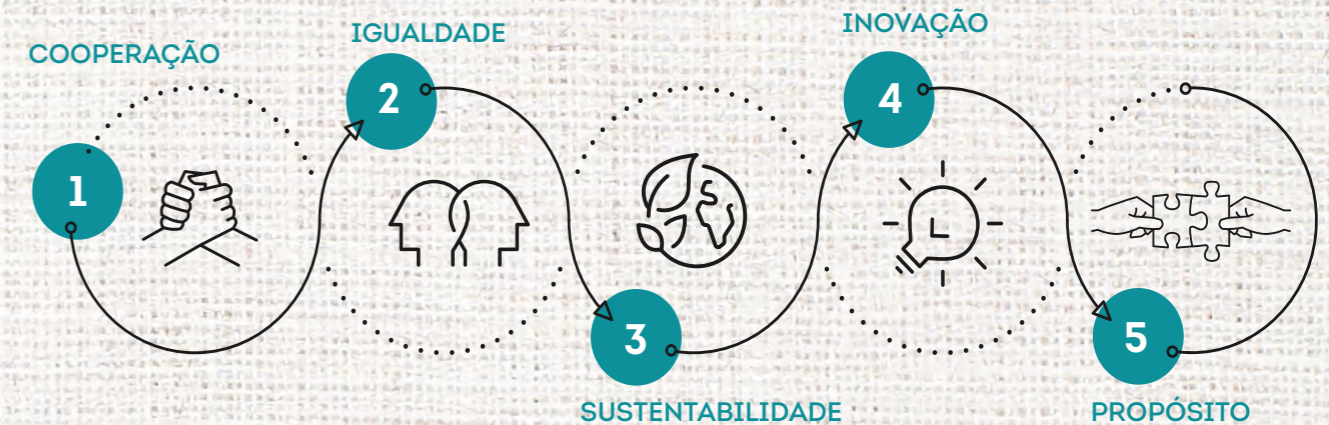 COOPERAÇÃO
1
IGUALDADE
2
3
SUSTENTABILIDADE
INOVAÇÃO
4
5
PROPÓSITO